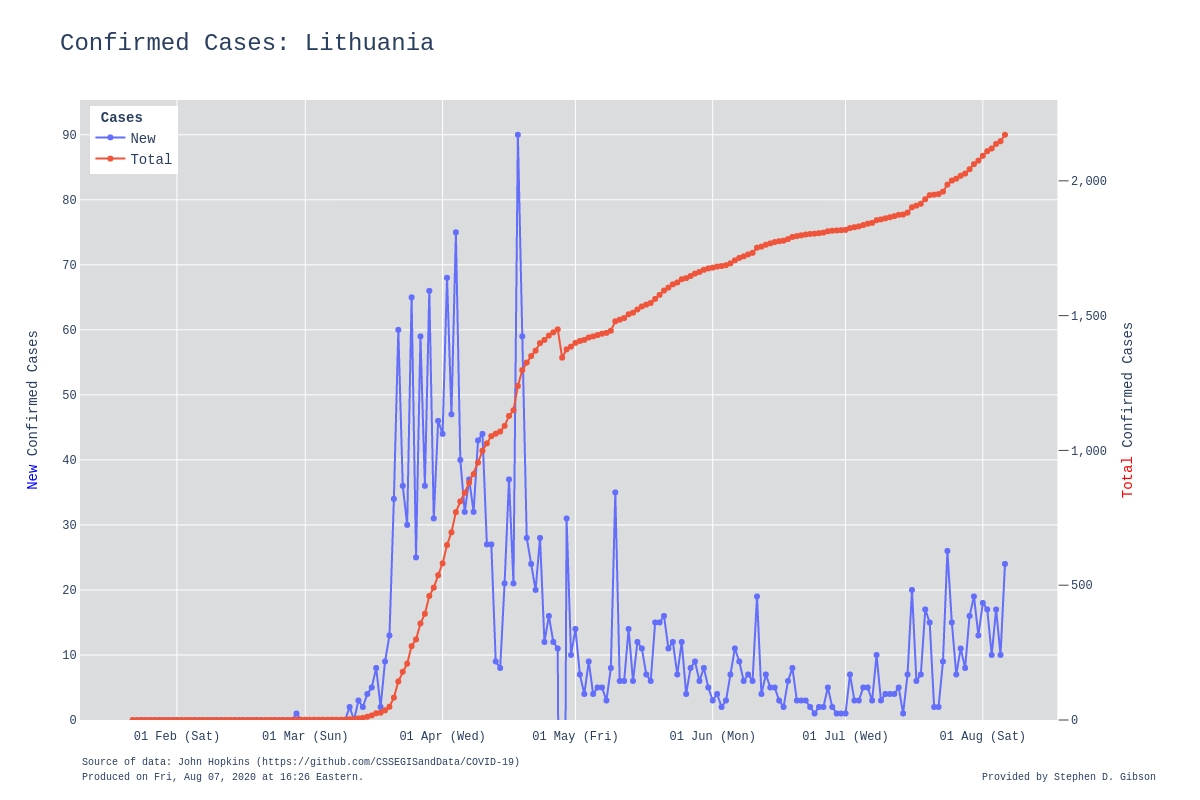 Confirmed Cases: Lithuania
Cases
New
Total
90
80
70
60
50
40
30
20
10
0
New Confirmed Cases
2,000
1,500
1,000
500
0
Total Confirmed Cases
01 Feb (Sat)
01 Mar (Sun)
01 Apr (Wed)
01 May (Fri)
01 Jun (Mon)
01 Jul (Wed)
01 Aug (Sat)
Source of data: John Hopkins (https://github.com/CSSEGISandData/COVID-19)
Produced on Fri, Aug 07, 2020 at 16:26 Eastern.
Provided by Stephen D. Gibson